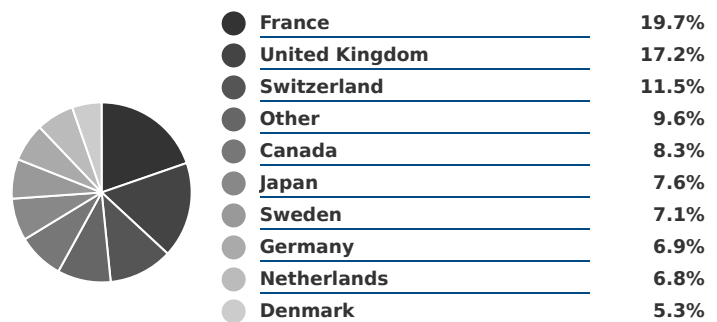 France 19.7%
United Kingdom 17.2%
Switzerland 11.5%
Other 9.6%
Canada 8.3%
Japan 7.6%
Sweden 7.1%
Germany 6.9%
Netherlands 6.8%
Denmark 5.3%